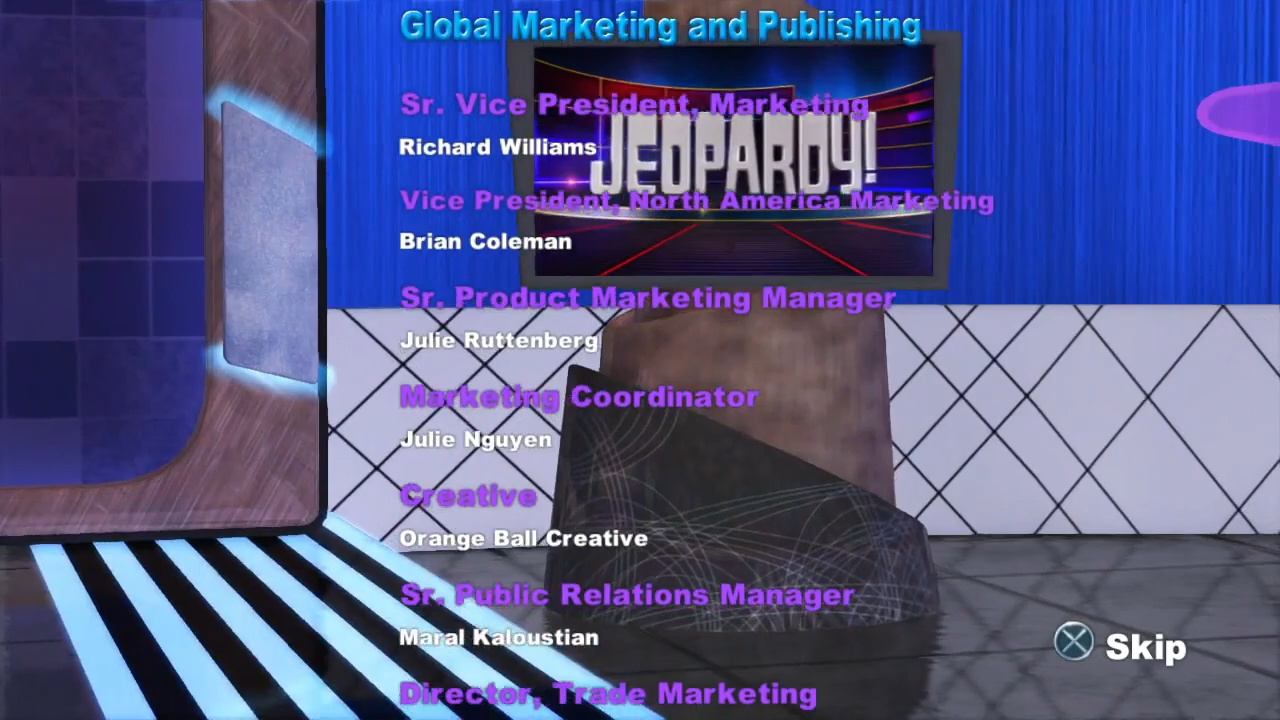 Global Marketing and Publishing
Sr. Vice President, Marketing
Richard Williams
JEOPARDY!
Vice President, North America Marketing
Brian Coleman
Sr. Product Marketing Manager
Julie Ruttenberg
Marketing Coordinator
Julie Nguyen
Creative
Orange Ball Creative
Sr. Public Relations Manager
Maral Kaloustian
Skip
Director, Trade Marketing